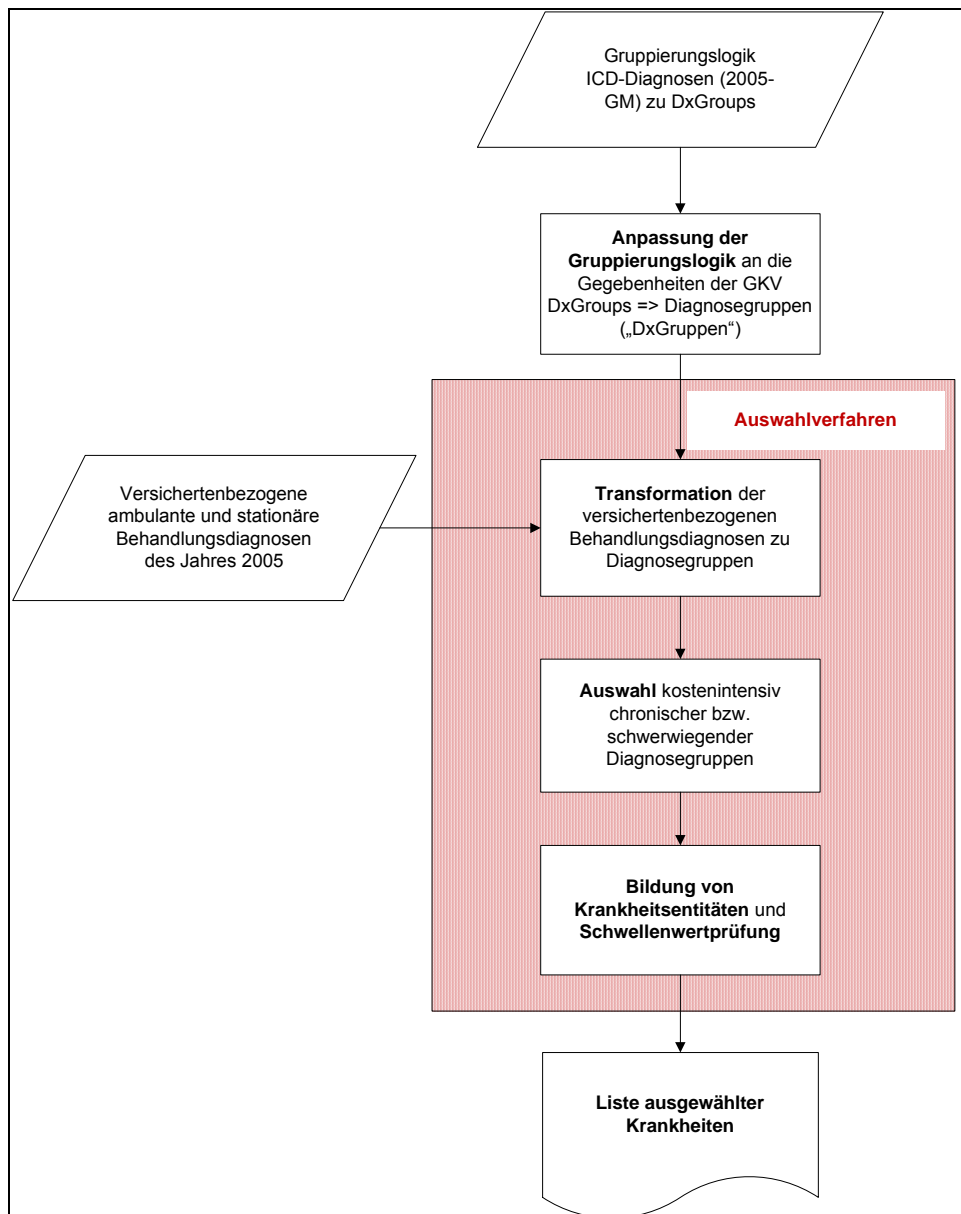 Gruppierungslogik
ICD-Diagnosen (2005-
GM) zu DxGroups
Anpassung der
Gruppierungslogik an die
Gegebenheiten der GKV
DxGroups => Diagnosegruppen
(„DxGruppen“)
Auswahlverfahren
Versichertenbezogene
ambulante und stationäre
Behandlungsdiagnosen
des Jahres 2005
Transformation der
versichertenbezogenen
Behandlungsdiagnosen zu
Diagnosegruppen
Auswahl kostenintensiv
chronischer bzw.
schwerwiegender
Diagnosegruppen
Bildung von
Krankheitsentitäten und
Schwellenwertprüfung
Liste ausgewählter
Krankheiten